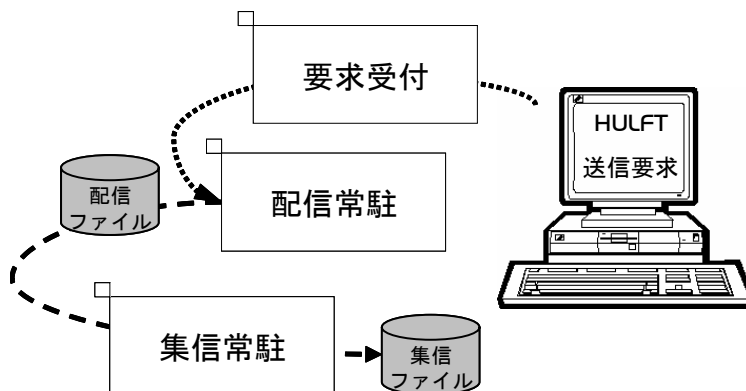 要求受付
HULFT
送信要求
配信
ファイル
配信常駐
集信常駐
集信
ファイル